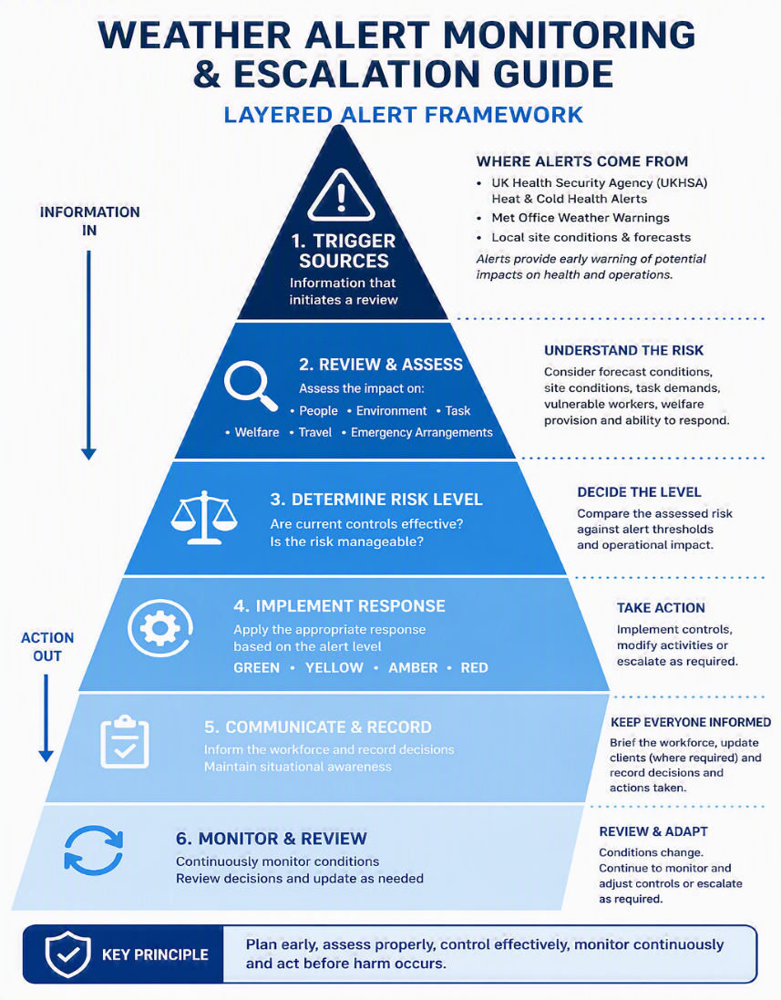 WEATHER ALERT MONITORING
& ESCALATION GUIDE
LAYERED ALERT FRAMEWORK
INFORMATION
IN
1. TRIGGER
SOURCES
Information that
initiates a review
WHERE ALERTS COME FROM
• UK Health Security Agency (UKHSA)
Heat & Cold Health Alerts
• Met Office Weather Warnings
• Local site conditions & forecasts
Alerts provide early warning of potential
impacts on health and operations.
2. REVIEW & ASSESS
Assess the impact on:
• People • Environment • Task
• Welfare • Travel • Emergency Arrangements
UNDERSTAND THE RISK
Consider forecast conditions,
site conditions, task demands,
vulnerable workers, welfare
provision and ability to respond.
3. DETERMINE RISK LEVEL
Are current controls effective?
Is the risk manageable?
DECIDE THE LEVEL
Compare the assessed risk
against alert thresholds
and operational impact.
ACTION
OUT
4. IMPLEMENT RESPONSE
Apply the appropriate response
based on the alert level
GREEN • YELLOW • AMBER • RED
TAKE ACTION
Implement controls,
modify activities or
escalate as required.
5. COMMUNICATE & RECORD
Inform the workforce and record decisions
Maintain situational awareness
KEEP EVERYONE INFORMED
Brief the workforce, update
clients (where required) and
record decisions and
actions taken.
6. MONITOR & REVIEW
Continuously monitor conditions
Review decisions and update as needed
REVIEW & ADAPT
Conditions change.
Continue to monitor and
adjust controls or escalate
as required.
KEY PRINCIPLE
Plan early, assess properly, control effectively, monitor continuously
and act before harm occurs.